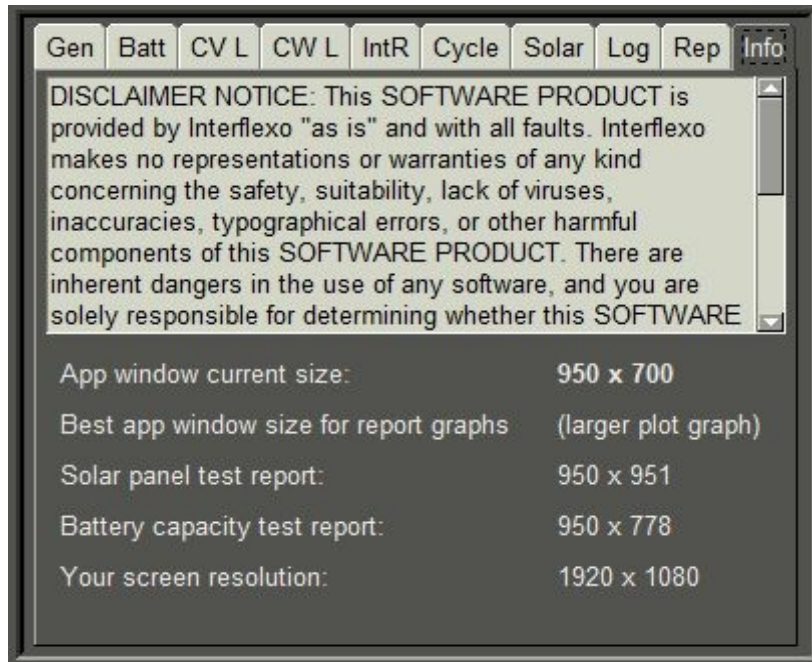 Gen Batt CV L CW L IntR Cycle Solar Log Rep Info
DISCLAIMER NOTICE: This SOFTWARE PRODUCT is
provided by Interflexo "as is" and with all faults. Interflexo
makes no representations or warranties of any kind
concerning the safety, suitability, lack of viruses,
inaccuracies, typographical errors, or other harmful
components of this SOFTWARE PRODUCT. There are
inherent dangers in the use of any software, and you are
solely responsible for determining whether this SOFTWARE
App window current size: 950 x 700
Best app window size for report graphs (larger plot graph)
Solar panel test report: 950 x 951
Battery capacity test report: 950 x 778
Your screen resolution: 1920 x 1080